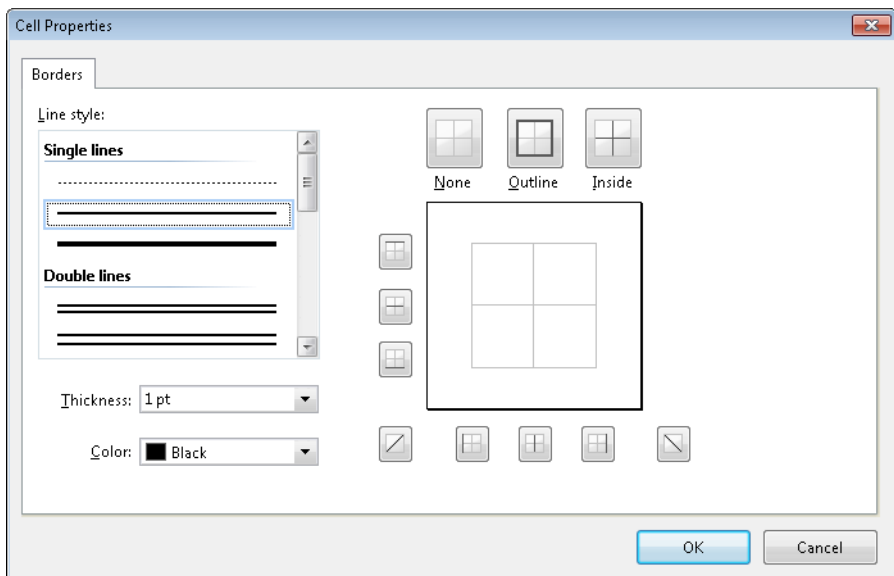 Cell Properties
Borders
Line style:
Single lines
Double lines
Thickness: 1 pt
Color: Black
None Outline Inside
OK Cancel